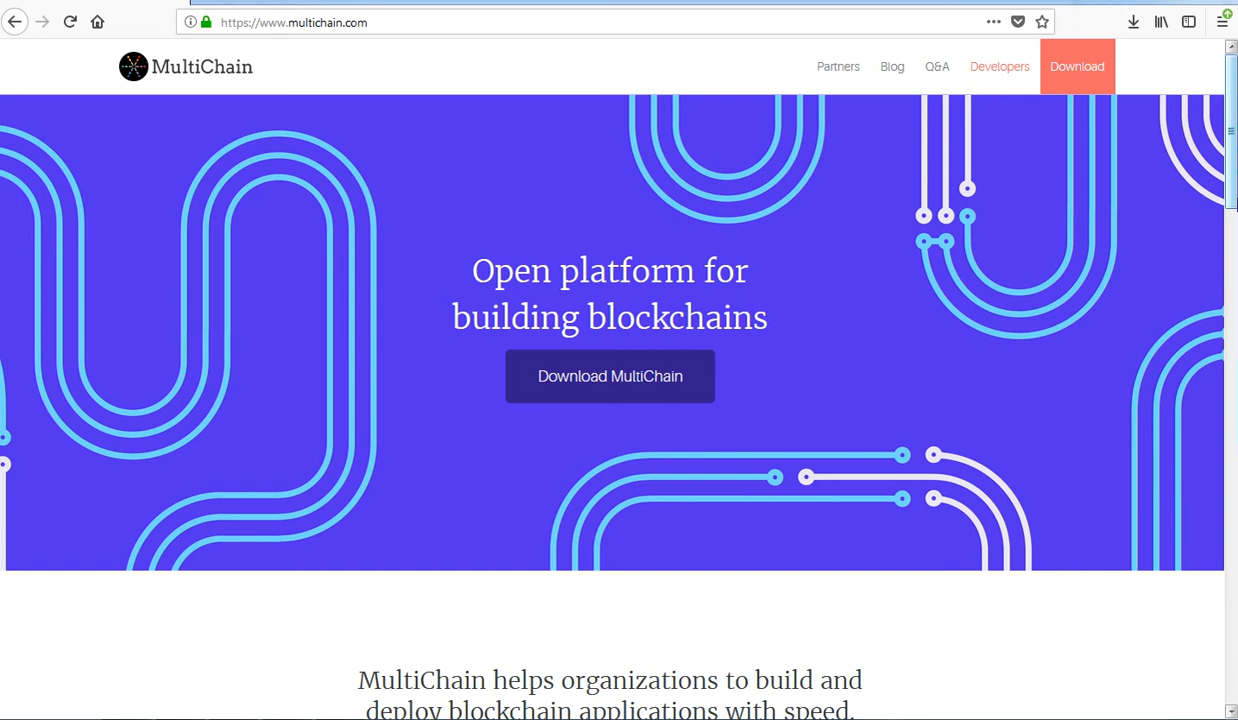 https://www.multichain.com
MultiChain
Partners
Blog
Q&A
Developers
Download
Open platform for
building blockchains
Download MultiChain
MultiChain helps organizations to build and
deploy blockchain applications with speed.